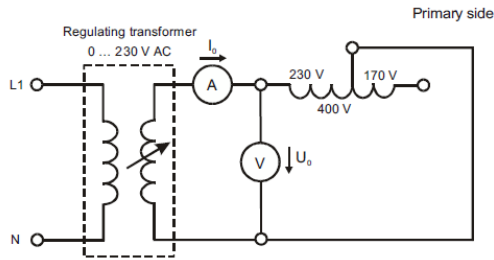 Primary side
Regulating transformer
0 ... 230 V AC
I₀
L1
A
230 V
170 V
400 V
V
U₀
N